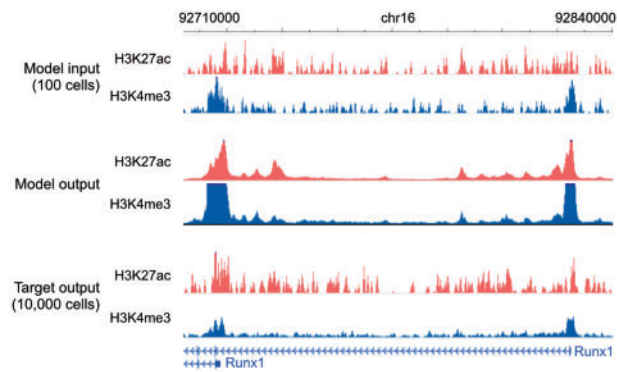 92710000 chr16 92840000
H3K27ac
Model input
(100 cells)
H3K4me3
H3K27ac
Model output
H3K4me3
H3K27ac
Target output
(10,000 cells)
H3K4me3
Runx1
Runx1